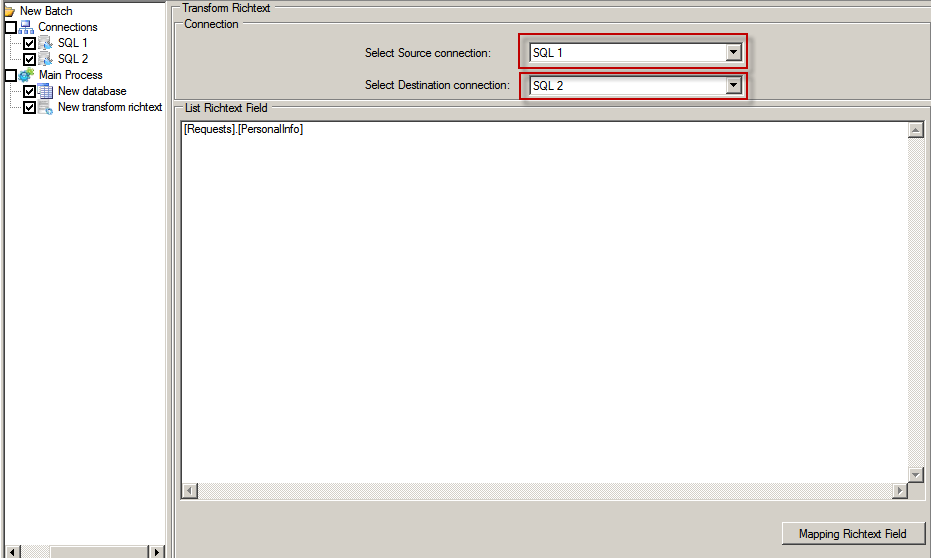 New Batch
Connections
SQL 1
SQL 2
Main Process
New database
New transform richtext
Transform Richtext
Connection
Select Source connection: SQL 1
Select Destination connection: SQL 2
List Richtext Field
[Requests].[PersonalInfo]
Mapping Richtext Field